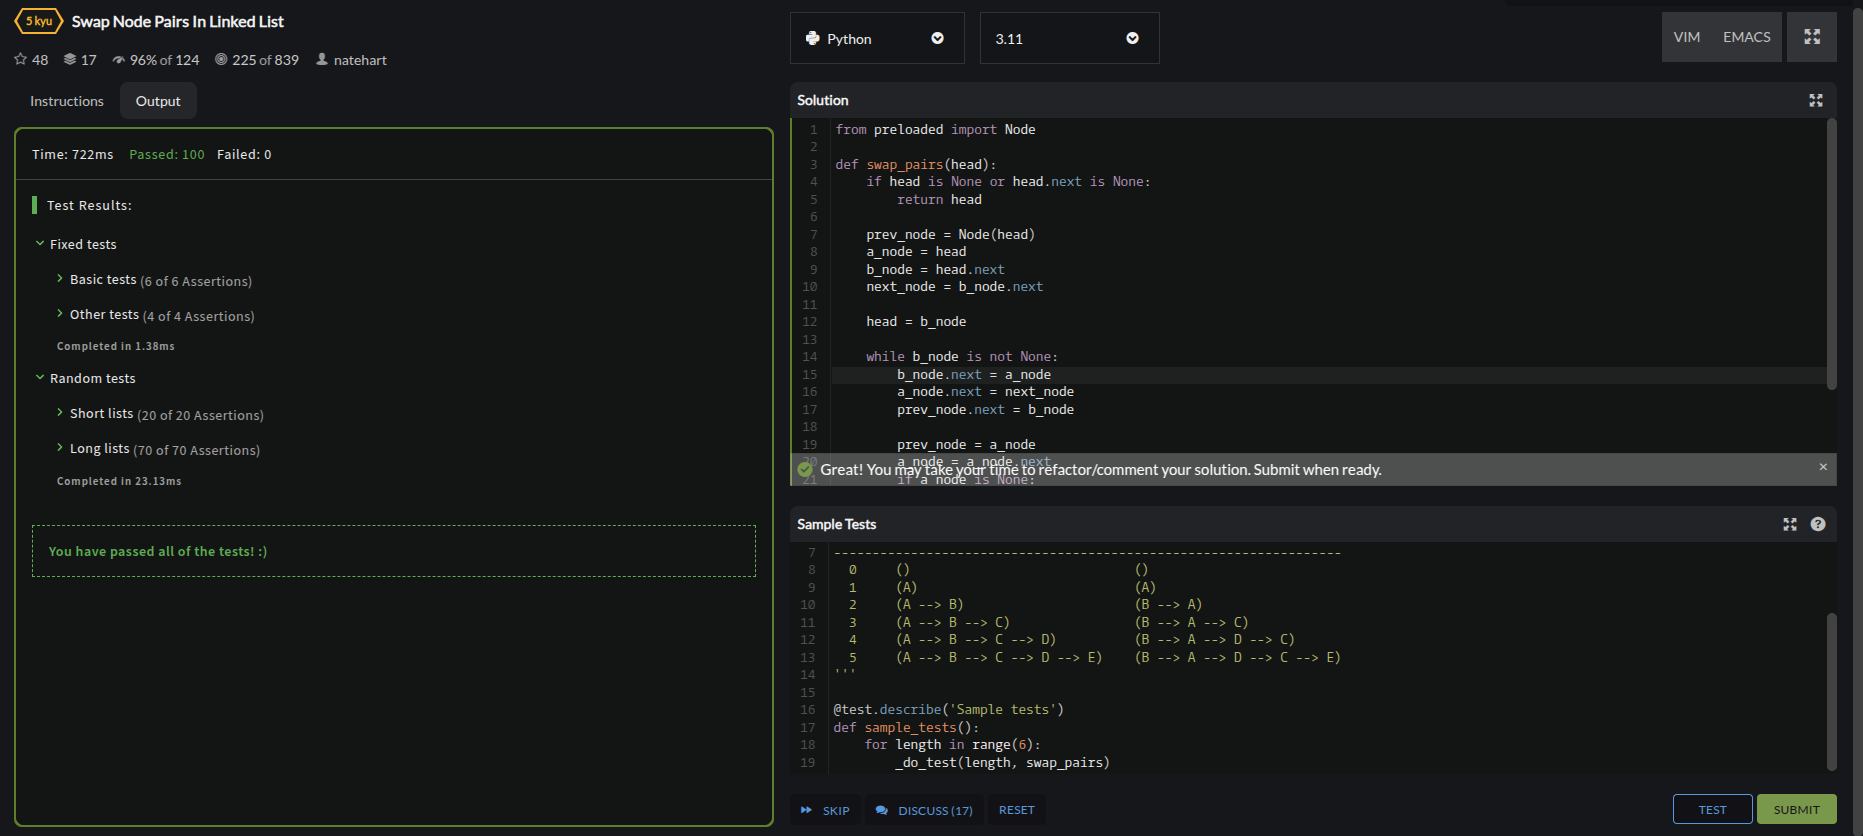 5 kyu Swap Node Pairs In Linked List
48 17 96% of 124 225 of 839 natehart
Instructions Output
Time: 722ms Passed: 100 Failed: 0
Test Results:
Fixed tests
Basic tests (6 of 6 Assertions)
Other tests (4 of 4 Assertions)
Completed in 1.38ms
Random tests
Short lists (20 of 20 Assertions)
Long lists (70 of 70 Assertions)
Completed in 23.13ms
You have passed all of the tests! :)
Python 3.11 VIM EMACS
Solution
1 from preloaded import Node
2
3 def swap_pairs(head):
4     if head is None or head.next is None:
5         return head
6
7     prev_node = Node(head)
8     a_node = head
9     b_node = head.next
10     next_node = b_node.next
11
12     head = b_node
13
14     while b_node is not None:
15         b_node.next = a_node
16         a_node.next = next_node
17         prev_node.next = b_node
18
19         prev_node = a_node
20         a_node = a_node.next
Great! You may take your time to refactor/comment your solution. Submit when ready. ×
21         if a_node is None:
Sample Tests
7 ------------------------------------------------------------------
8   0     ()                             ()
9   1     (A)                            (A)
10   2     (A --> B)                      (B --> A)
11   3     (A --> B --> C)                (B --> A --> C)
12   4     (A --> B --> C --> D)          (B --> A --> D --> C)
13   5     (A --> B --> C --> D --> E)    (B --> A --> D --> C --> E)
14 '''
15
16 @test.describe('Sample tests')
17 def sample_tests():
18     for length in range(6):
19         _do_test(length, swap_pairs)
SKIP DISCUSS (17) RESET TEST SUBMIT